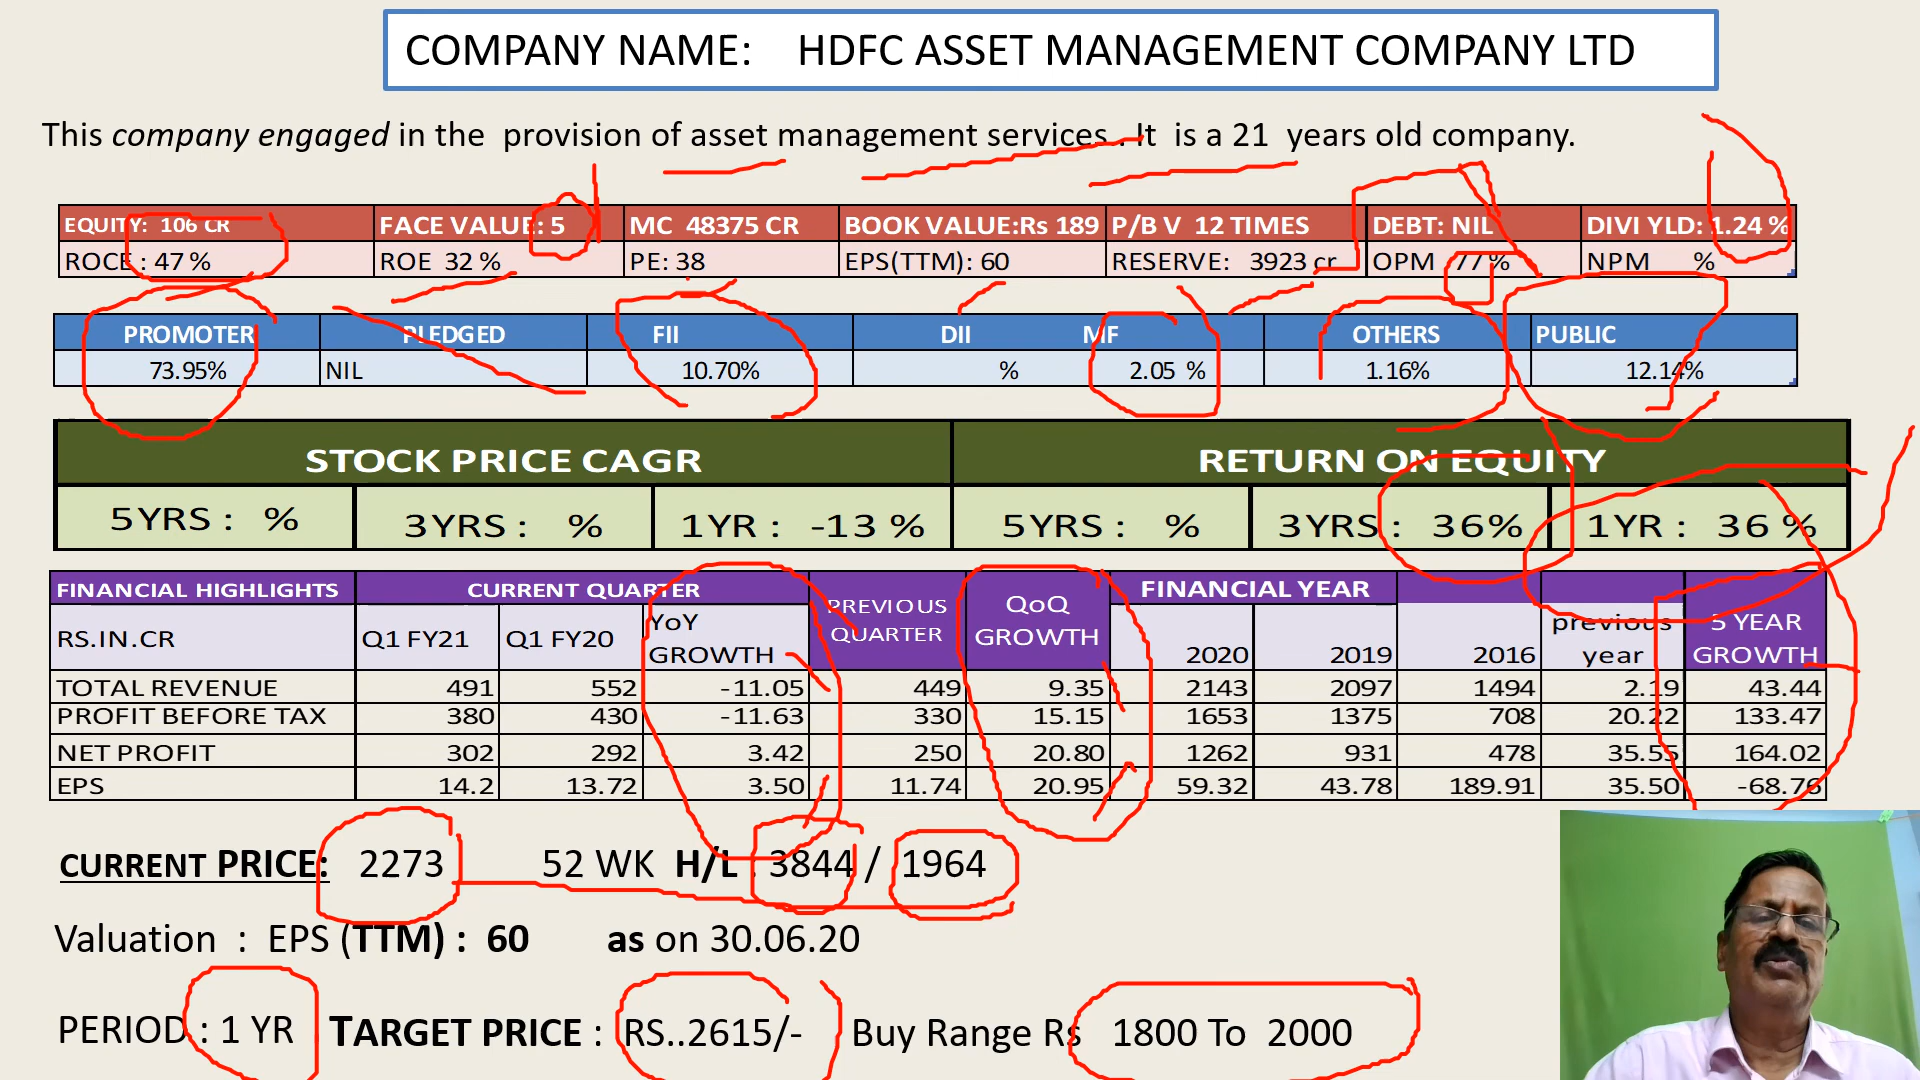 COMPANY NAME: HDFC ASSET MANAGEMENT COMPANY LTD
This company engaged in the provision of asset management services . It is a 21 years old company.
EQUITY: 106 CR FACE VALUE: 5 MC 48375 CR BOOK VALUE:Rs 189 P/B V 12 TIMES DEBT: NIL DIVI YLD: 1.24 %
ROCE : 47 % ROE 32 % PE: 38 EPS(TTM): 60 RESERVE: 3923 cr OPM 77% NPM %
PROMOTER PLEDGED FII DII MF OTHERS PUBLIC
73.95% NIL 10.70% % 2.05 % 1.16% 12.14%
STOCK PRICE CAGR RETURN ON EQUITY
5YRS : % 3YRS : % 1YR : -13 % 5YRS : % 3YRS : 36% 1YR : 36 %
FINANCIAL HIGHLIGHTS CURRENT QUARTER PREVIOUS QUARTER QoQ GROWTH FINANCIAL YEAR 5 YEAR GROWTH
RS.IN.CR Q1 FY21 Q1 FY20 YoY GROWTH 2020 2019 2016 previous year
TOTAL REVENUE 491 552 -11.05 449 9.35 2143 2097 1494 2.19 43.44
PROFIT BEFORE TAX 380 430 -11.63 330 15.15 1653 1375 708 20.22 133.47
NET PROFIT 302 292 3.42 250 20.80 1262 931 478 35.55 164.02
EPS 14.2 13.72 3.50 11.74 20.95 59.32 43.78 189.91 35.50 -68.76
CURRENT PRICE: 2273 52 WK H/L : 3844 / 1964
Valuation : EPS (TTM) : 60 as on 30.06.20
PERIOD : 1 YR TARGET PRICE : RS..2615/- Buy Range Rs 1800 To 2000